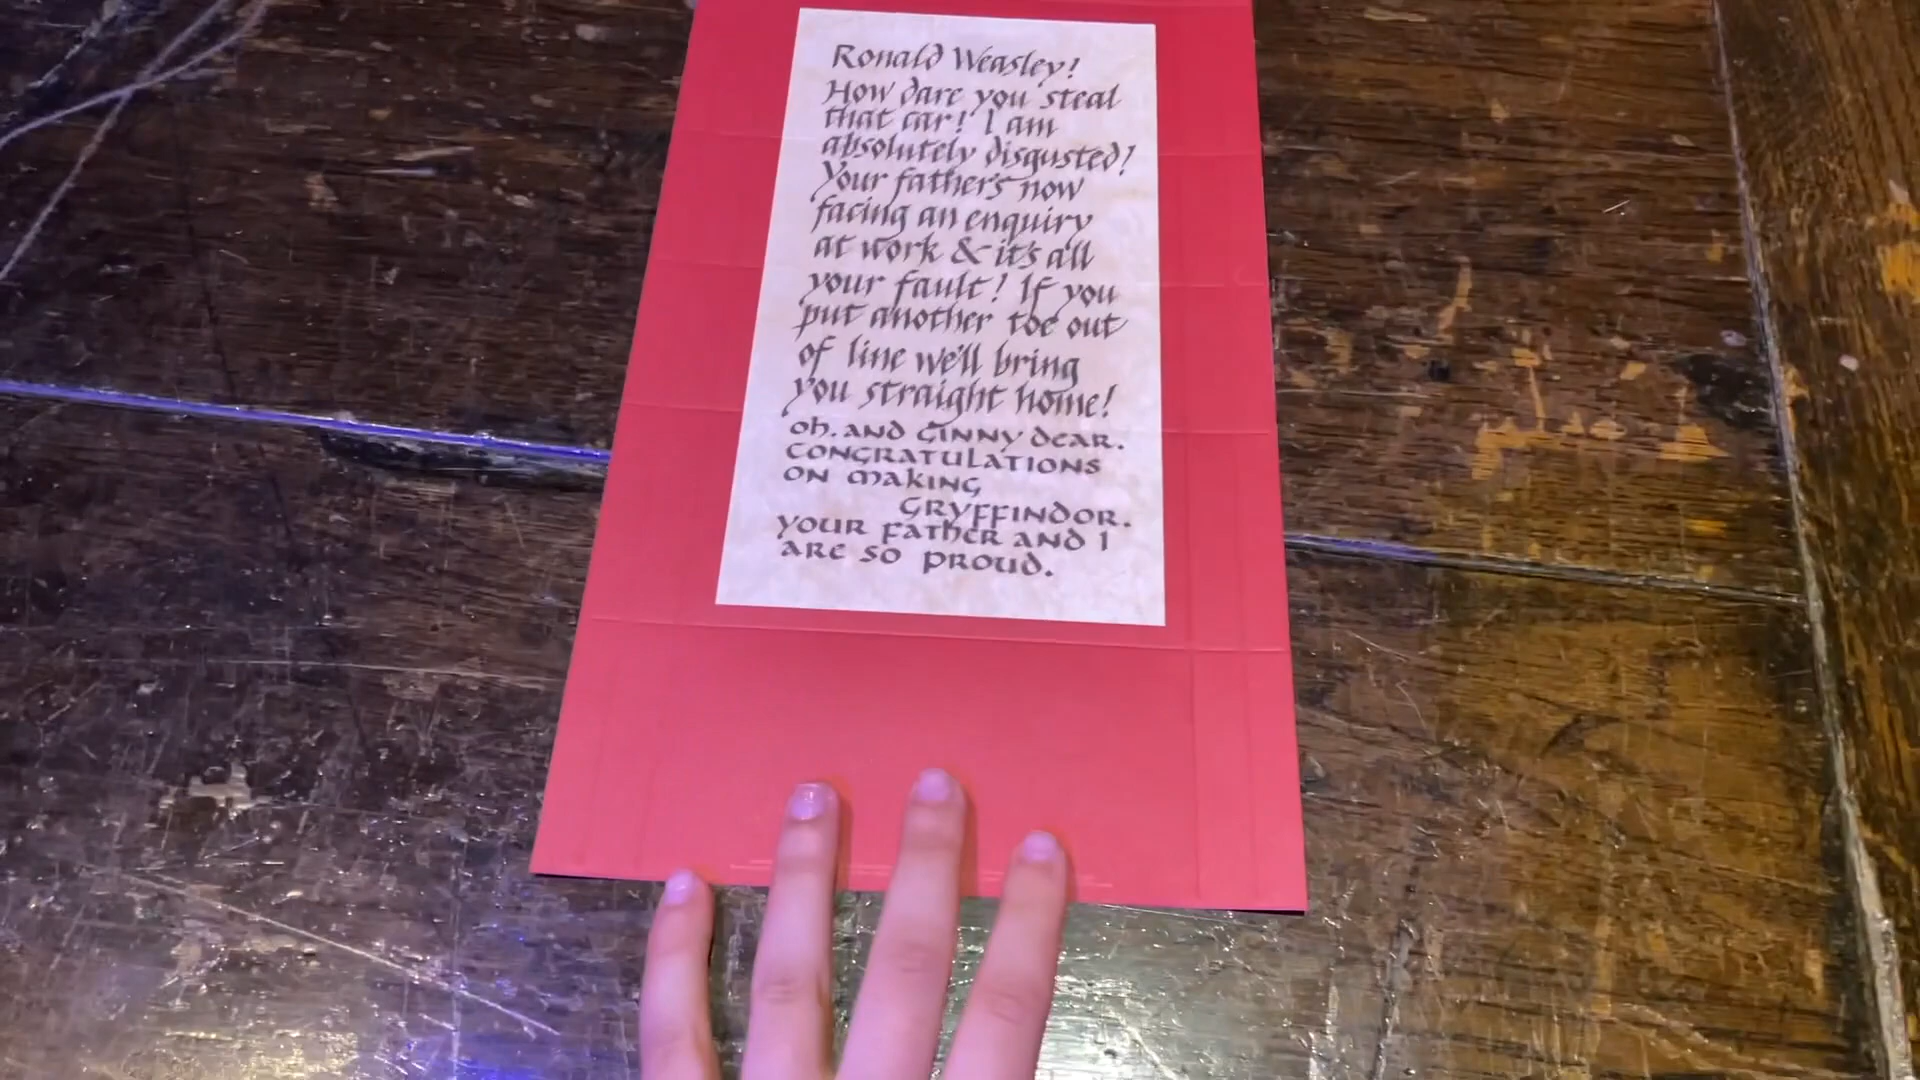 Ronald Weasley!
How dare you steal
that car! I am
absolutely disgusted!
Your father's now
facing an enquiry
at work & it's all
your fault! If you
put another toe out
of line we'll bring
you straight home!
Oh, and Ginny dear.
Congratulations
on making
Gryffindor.
Your father and I
are so proud.